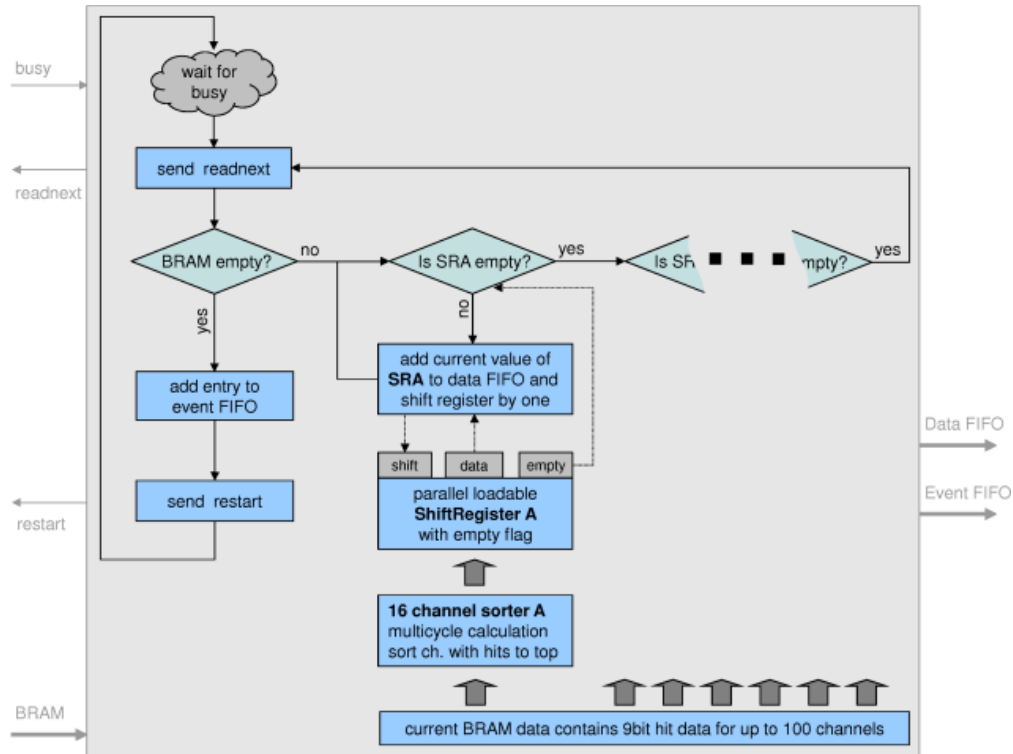 wait for
busy
busy
send readnext
readnext
BRAM empty?
no
Is SRA empty?
yes
Is SR
mpty?
yes
yes
no
add current value of
SRA to data FIFO and
shift register by one
add entry to
event FIFO
Data FIFO
shift
data
empty
parallel loadable
ShiftRegister A
with empty flag
send restart
Event FIFO
restart
16 channel sorter A
multicycle calculation
sort ch. with hits to top
BRAM
current BRAM data contains 9bit hit data for up to 100 channels